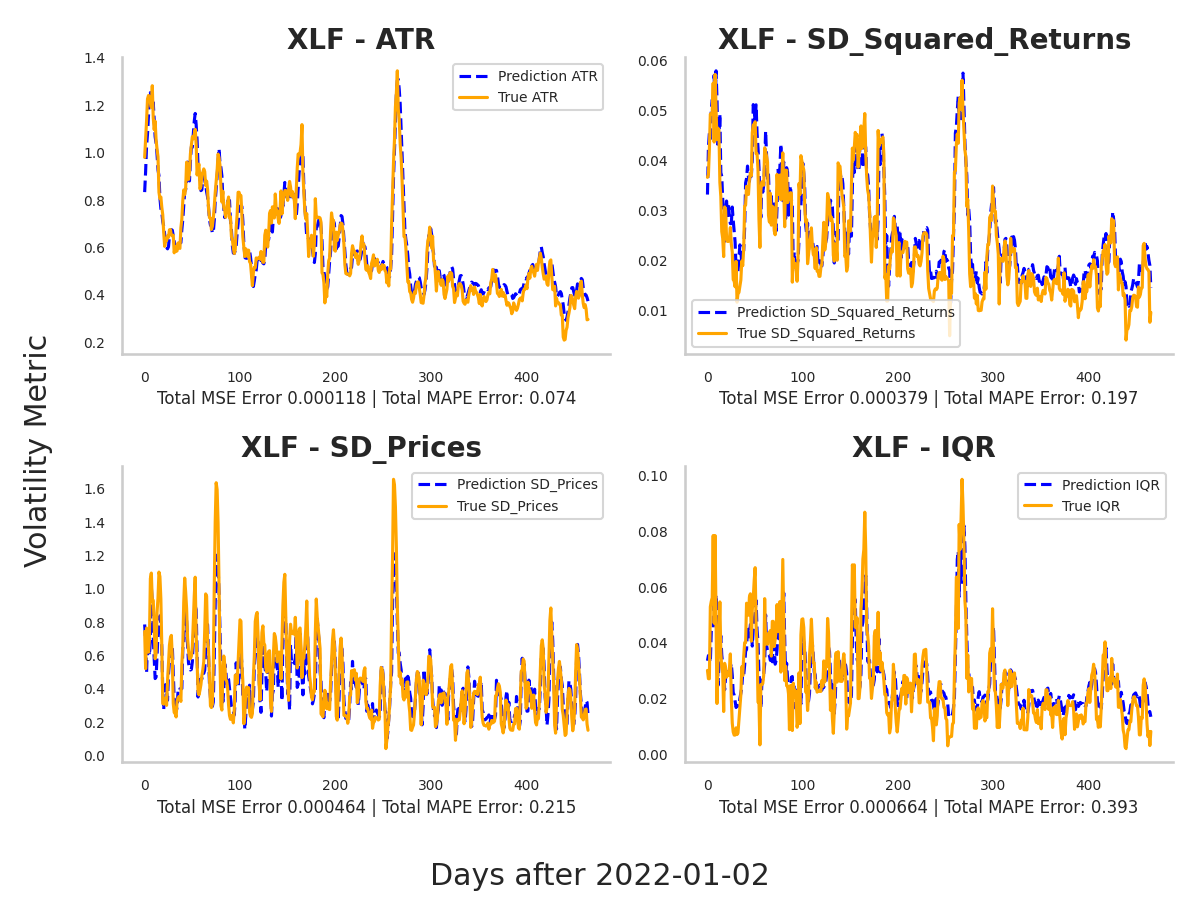 XLF - ATR
1.4
1.2
1.0
0.8
0.6
0.4
0.2
Prediction ATR
True ATR
0 100 200 300 400
Total MSE Error 0.000118 | Total MAPE Error: 0.074
XLF - SD_Squared_Returns
0.06
0.05
0.04
0.03
0.02
0.01
Prediction SD_Squared_Returns
True SD_Squared_Returns
0 100 200 300 400
Total MSE Error 0.000379 | Total MAPE Error: 0.197
Volatility Metric
XLF - SD_Prices
1.6
1.4
1.2
1.0
0.8
0.6
0.4
0.2
0.0
Prediction SD_Prices
True SD_Prices
0 100 200 300 400
Total MSE Error 0.000464 | Total MAPE Error: 0.215
XLF - IQR
0.10
0.08
0.06
0.04
0.02
0.00
Prediction IQR
True IQR
0 100 200 300 400
Total MSE Error 0.000664 | Total MAPE Error: 0.393
Days after 2022-01-02